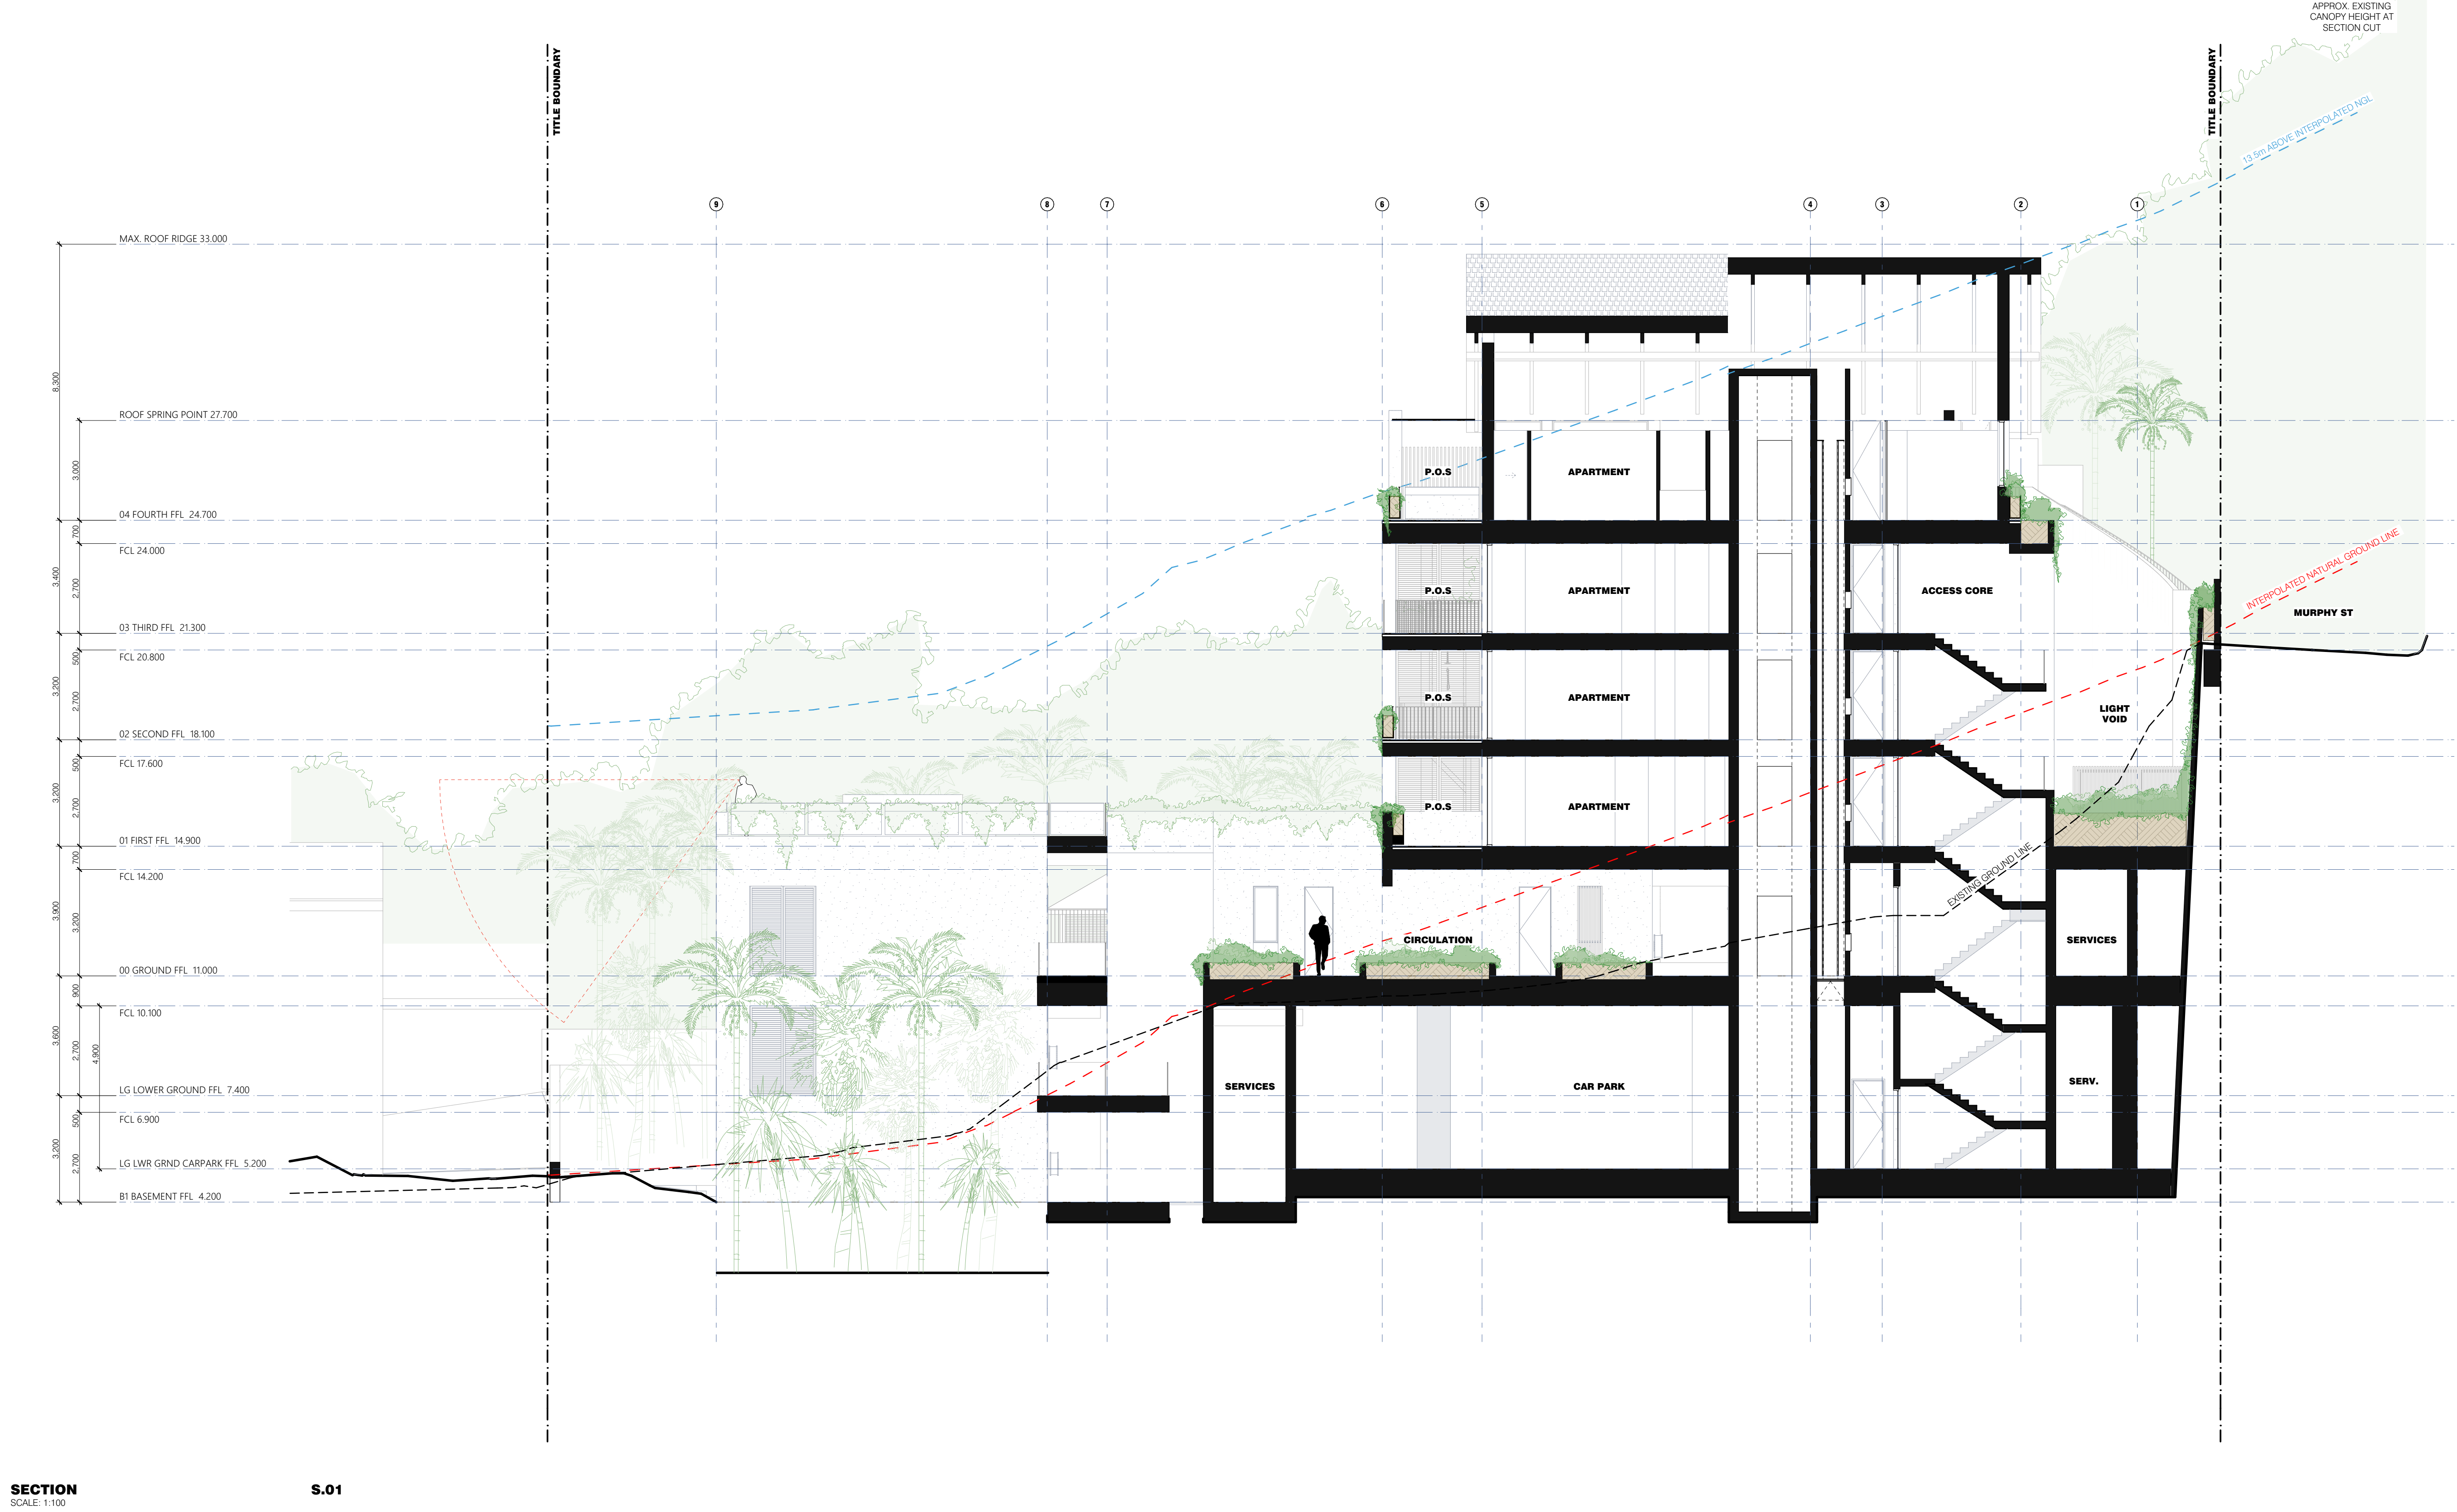 APPROX. EXISTING
CANOPY HEIGHT AT
SECTION CUT
TITLE BOUNDARY
TITLE BOUNDARY
13.5m ABOVE INTERPOLATED NGL
9
8
7
6
5
4
3
2
1
MAX. ROOF RIDGE 33.000
8.300
ROOF SPRING POINT 27.700
3.000
P.O.S
APARTMENT
04 FOURTH FFL 24.700
700
FCL 24.000
3.400
2.700
P.O.S
APARTMENT
ACCESS CORE
INTERPOLATED NATURAL GROUND LINE
MURPHY ST
03 THIRD FFL 21.300
500
FCL 20.800
3.200
2.700
P.O.S
APARTMENT
LIGHT
VOID
02 SECOND FFL 18.100
500
FCL 17.600
3.200
2.700
P.O.S
APARTMENT
01 FIRST FFL 14.900
700
FCL 14.200
EXISTING GROUND LINE
3.900
3.200
CIRCULATION
SERVICES
00 GROUND FFL 11.000
900
FCL 10.100
3.600
2.700
4.900
SERVICES
CAR PARK
SERV.
LG LOWER GROUND FFL 7.400
500
FCL 6.900
3.200
2.700
LG LWR GRND CARPARK FFL 5.200
B1 BASEMENT FFL 4.200
SECTION
S.01
SCALE: 1:100